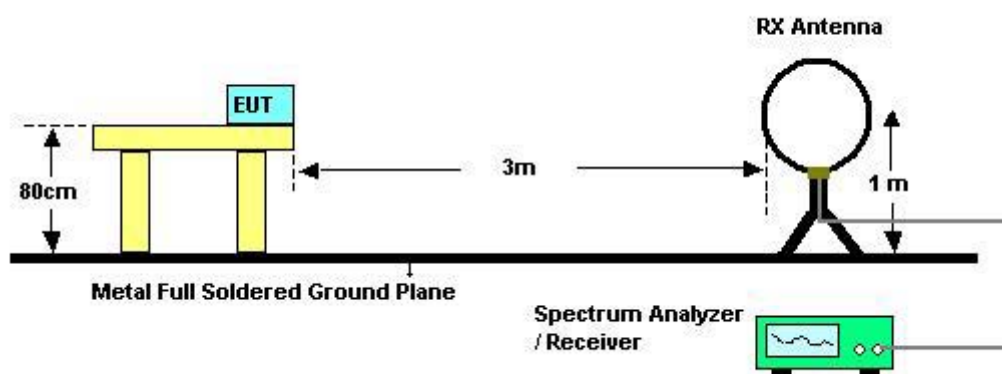 RX Antenna
EUT
3m
80cm
1 m
Metal Full Soldered Ground Plane
Spectrum Analyzer
/ Receiver